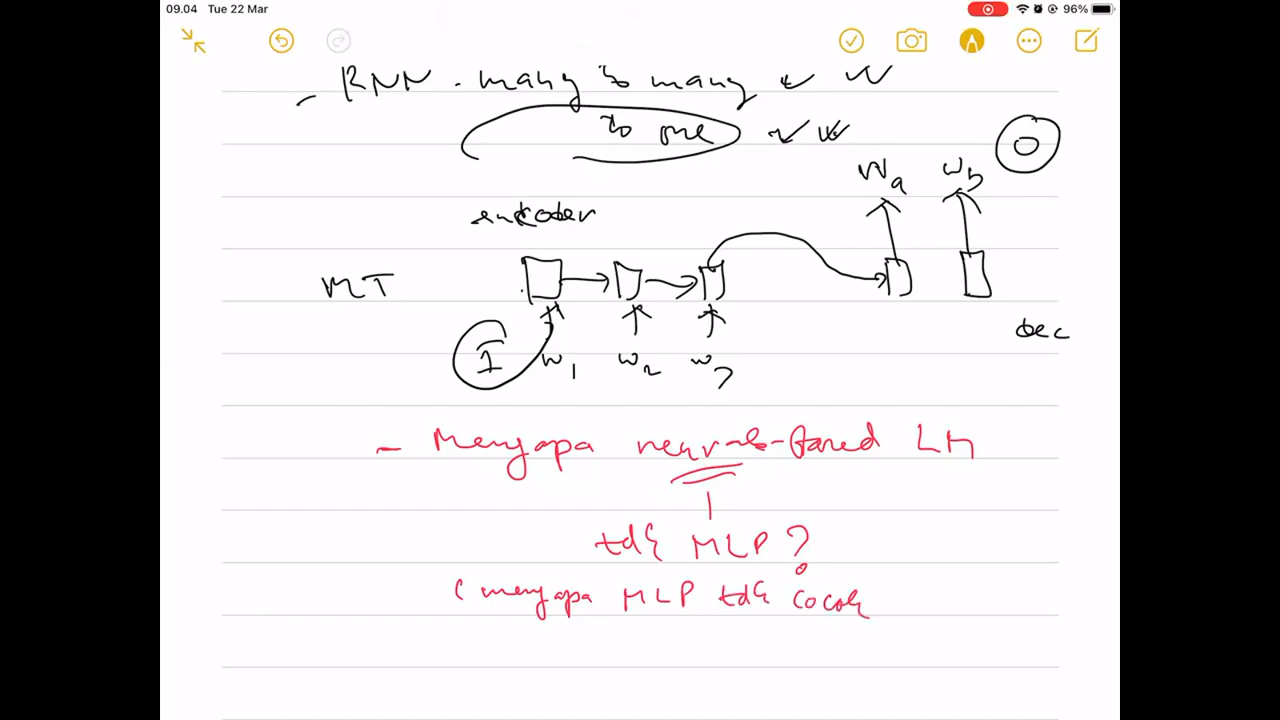 09.04 Tue 22 Mar 96%
- RNN - many to many
to one
O
Wa Wb
enkoder
MT
dec
I W1 W2 W3
- Mengapa neural-based LM
tdk MLP?
( mengapa MLP tdk cocok